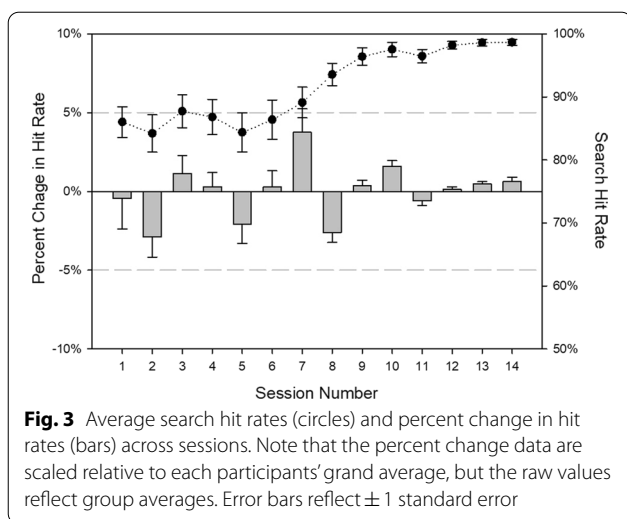 10%
5%
0%
-5%
-10%
Percent Chage in Hit Rate
100%
90%
80%
70%
60%
50%
Search Hit Rate
1 2 3 4 5 6 7 8 9 10 11 12 13 14
Session Number
Fig. 3 Average search hit rates (circles) and percent change in hit
rates (bars) across sessions. Note that the percent change data are
scaled relative to each participants’ grand average, but the raw values
reflect group averages. Error bars reflect ± 1 standard error